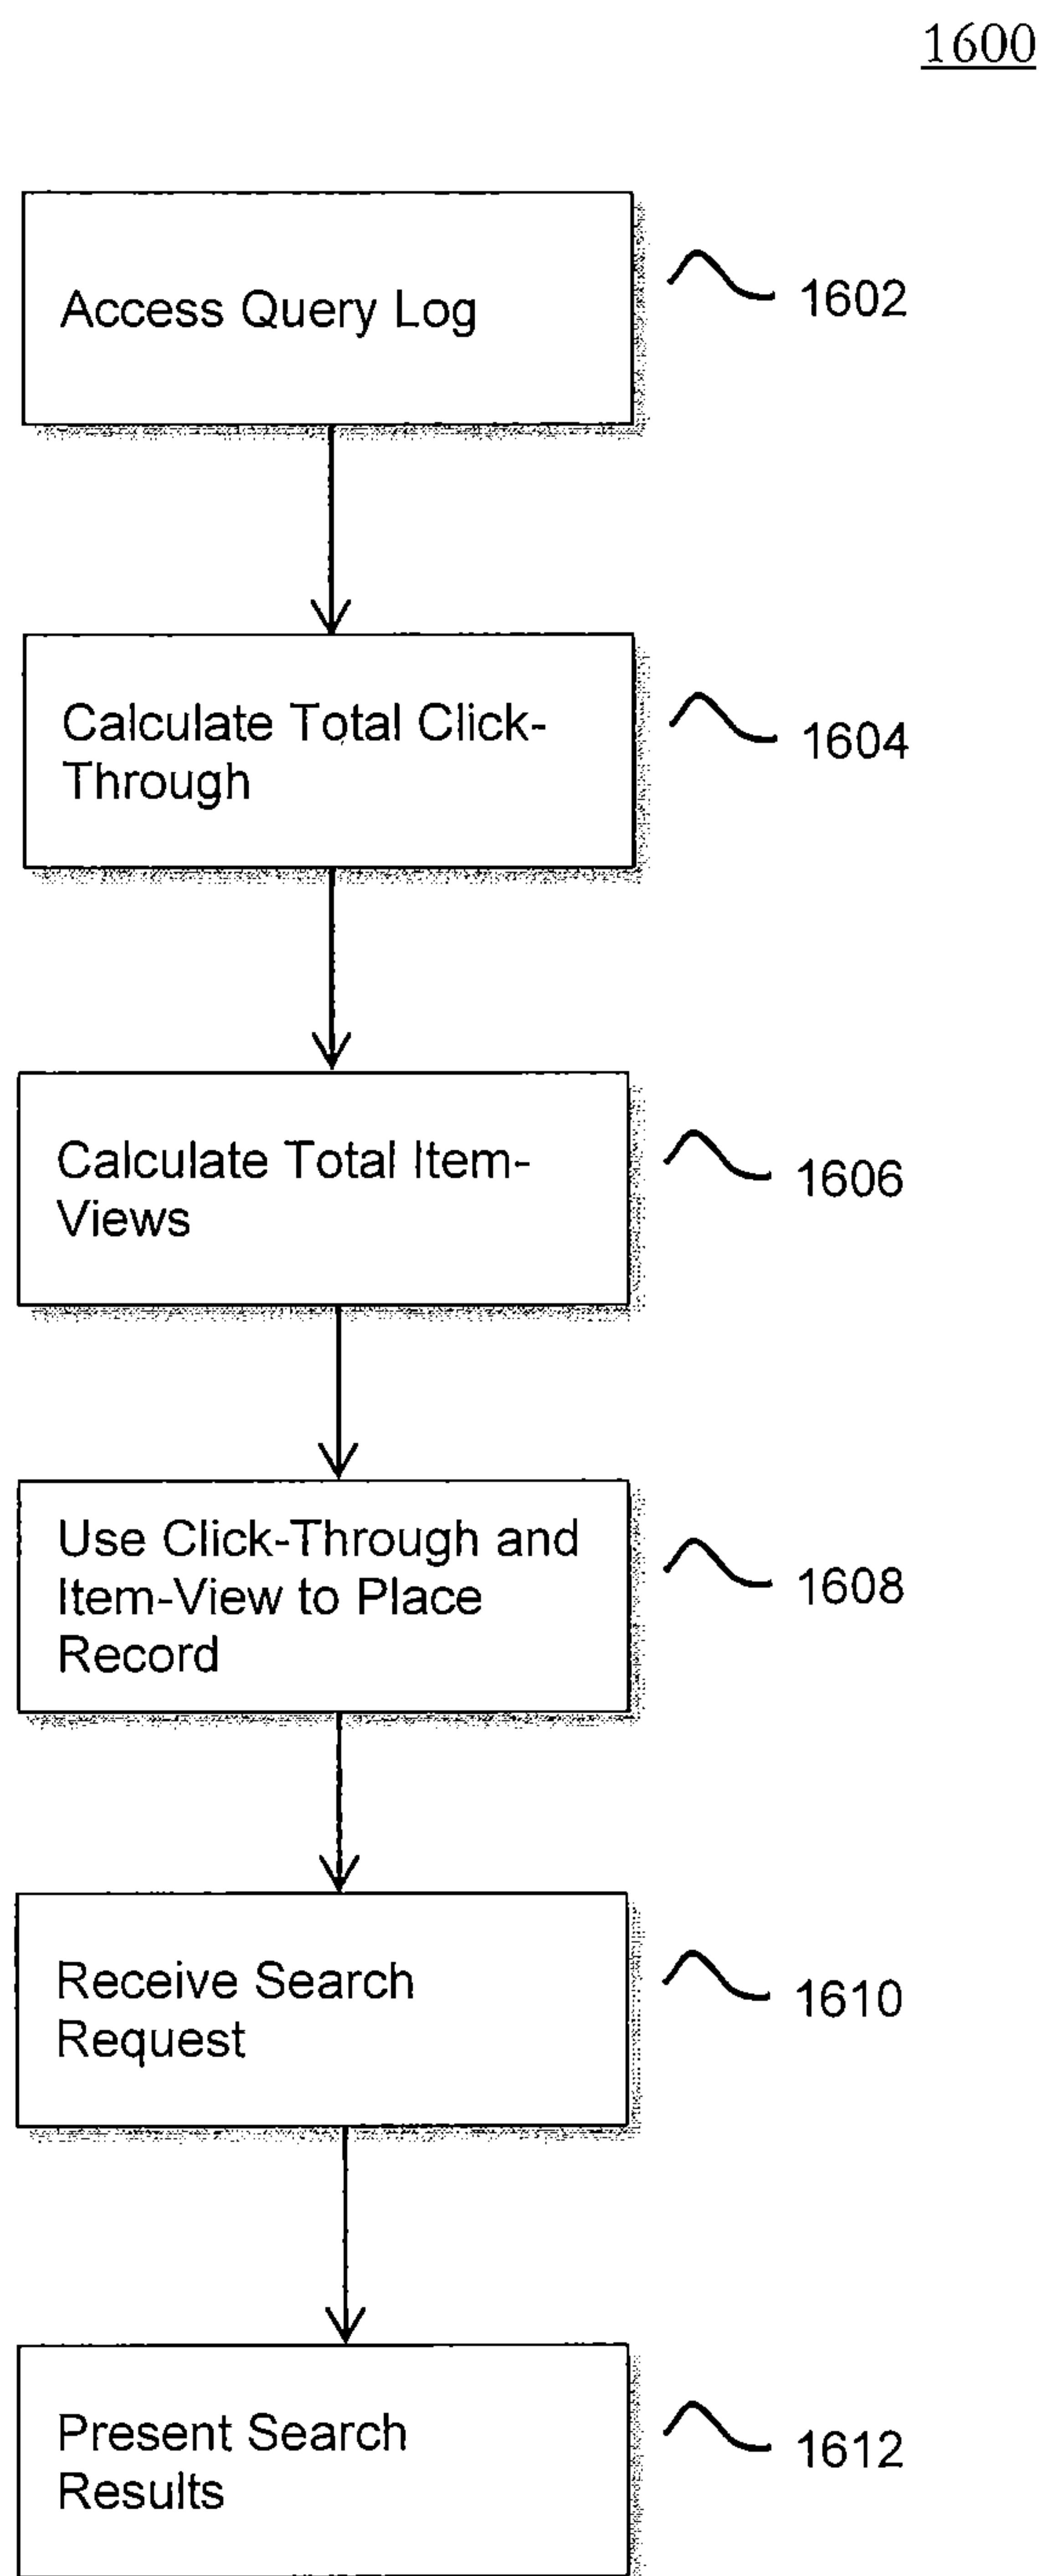 1600
Access Query Log
1602
Calculate Total Click-
Through
1604
Calculate Total Item-
Views
1606
Use Click-Through and
Item-View to Place
Record
1608
Receive Search
Request
1610
Present Search
Results
1612